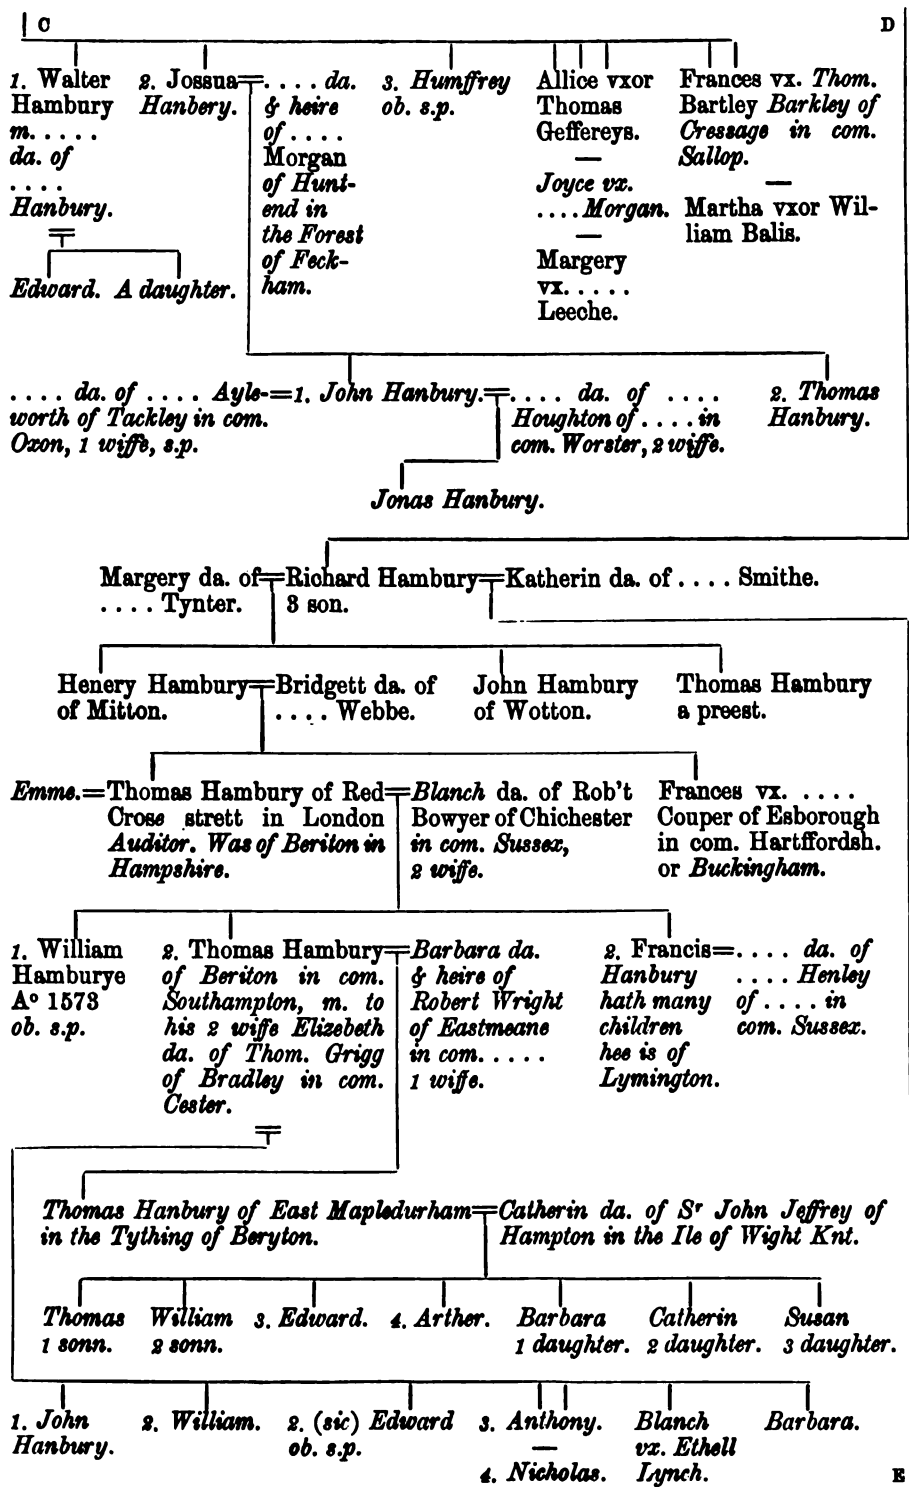 C
D
1. Walter
Hambury
m. . . . .
da. of
. . . .
Hanbury.
2. Jossua
Hanbery.
. . . . da.
& heire
of . . . .
Morgan
of Hunt-
end in
the Forest
of Feck-
ham.
3. Humffrey
ob. s.p.
Allice vxor
Thomas
Geffereys.
—
Joyce vx.
. . . . Morgan.
—
Margery
vx. . . . .
Leeche.
Frances vx. Thom.
Bartley Barkley of
Cressage in com.
Sallop.
—
Martha vxor Wil-
liam Balis.
Edward. A daughter.
. . . . da. of . . . . Ayle-
worth of Tackley in com.
Oxon, 1 wiffe, s.p.
=1. John Hanbury.=
. . . . da. of . . . .
Houghton of . . . . in
com. Worster, 2 wiffe.
2. Thomas
Hanbury.
Jonas Hanbury.
Margery da. of
. . . . Tynter.
Richard Hambury
3 son.
Katherin da. of . . . . Smithe.
Henery Hambury
of Mitton.
Bridgett da. of
. . . . Webbe.
John Hambury
of Wotton.
Thomas Hambury
a preest.
Emme.=
Thomas Hambury of Red
Crose strett in London
Auditor. Was of Beriton in
Hampshire.
Blanch da. of Rob't
Bowyer of Chichester
in com. Sussex,
2 wiffe.
Frances vx. . . . .
Couper of Esborough
in com. Hartffordsh.
or Buckingham.
1. William
Hamburye
Aº 1573
ob. s.p.
2. Thomas Hambury
of Beriton in com.
Southampton, m. to
his 2 wiffe Elizebeth
da. of Thom. Grigg
of Bradley in com.
Cester.
Barbara da.
& heire of
Robert Wright
of Eastmeane
in com. . . . .
1 wiffe.
2. Francis=
Hanbury
hath many
children
hee is of
Lymington.
. . . . da. of
. . . . Henley
of . . . . in
com. Sussex.
Thomas Hanbury of East Mapledurham
in the Tything of Beryton.
Catherin da. of Sʳ John Jeffrey of
Hampton in the Ile of Wight Knt.
Thomas
1 sonn.
William
2 sonn.
3. Edward.
4. Arther.
Barbara
1 daughter.
Catherin
2 daughter.
Susan
3 daughter.
1. John
Hanbury.
2. William.
2. (sic) Edward
ob. s.p.
3. Anthony.
—
4. Nicholas.
Blanch
vx. Ethell
Lynch.
Barbara.
E